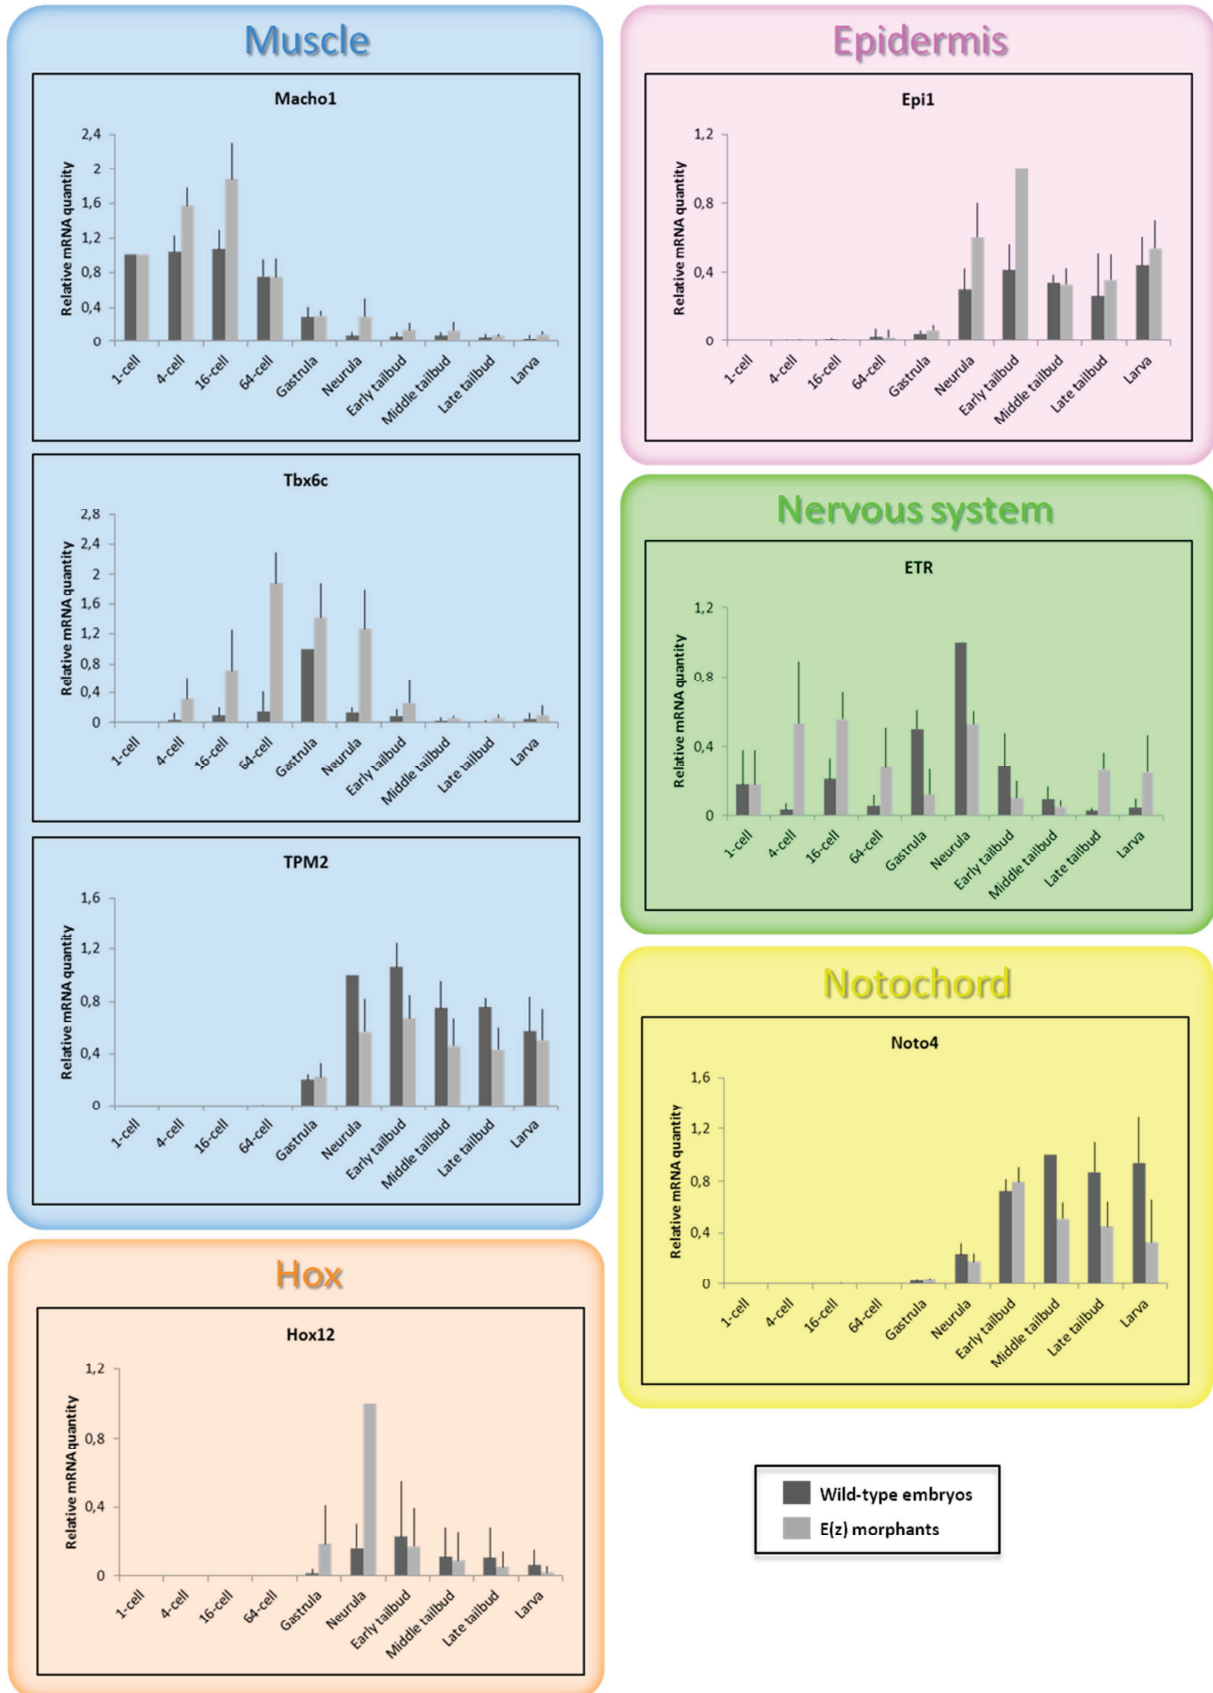 Muscle
Macho1
Relative mRNA quantity
2,4
2
1,6
1,2
0,8
0,4
0
1-cell
4-cell
16-cell
64-cell
Gastrula
Neurula
Early tailbud
Middle tailbud
Late tailbud
Larva
Tbx6c
Relative mRNA quantity
2,8
2,4
2
1,6
1,2
0,8
0,4
0
1-cell
4-cell
16-cell
64-cell
Gastrula
Neurula
Early tailbud
Middle tailbud
Late tailbud
Larva
TPM2
Relative mRNA quantity
1,6
1,2
0,8
0,4
0
1-cell
4-cell
16-cell
64-cell
Gastrula
Neurula
Early tailbud
Middle tailbud
Late tailbud
Larva
Hox
Hox12
Relative mRNA quantity
1,2
0,8
0,4
0
1-cell
4-cell
16-cell
64-cell
Gastrula
Neurula
Early tailbud
Middle tailbud
Late tailbud
Larva
Epidermis
Epi1
Relative mRNA quantity
1,2
0,8
0,4
0
1-cell
4-cell
16-cell
64-cell
Gastrula
Neurula
Early tailbud
Middle tailbud
Late tailbud
Larva
Nervous system
ETR
Relative mRNA quantity
1,2
0,8
0,4
0
1-cell
4-cell
16-cell
64-cell
Gastrula
Neurula
Early tailbud
Middle tailbud
Late tailbud
Larva
Notochord
Noto4
Relative mRNA quantity
1,6
1,2
0,8
0,4
0
1-cell
4-cell
16-cell
64-cell
Gastrula
Neurula
Early tailbud
Middle tailbud
Late tailbud
Larva
Wild-type embryos
E(z) morphants